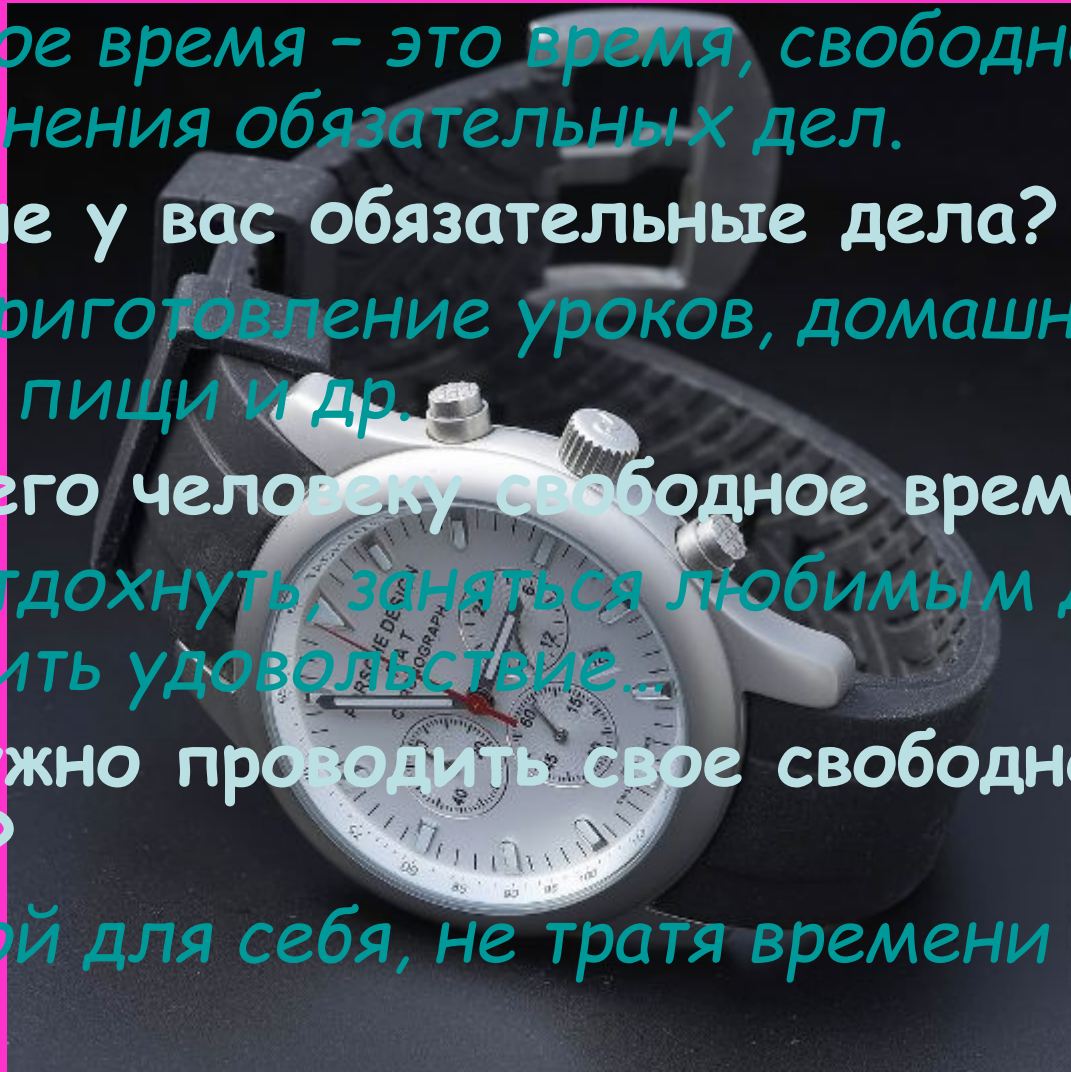 ое время – это время, свободн
нения обязательных дел.
ие у вас обязательные дела?
риготовление уроков, домашн
пищи и др.
его человеку свободное врем
тдохнуть, заняться любимым д
ить удовольствие…
жно проводить свое свободно
?
ой для себя, не тратя времени